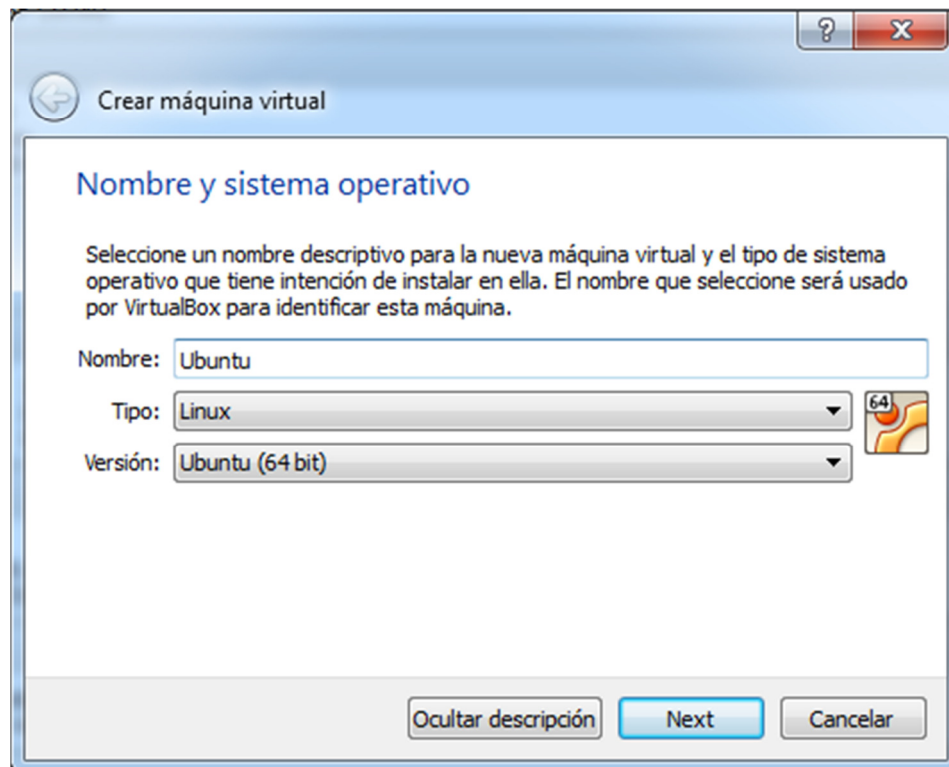 Crear máquina virtual
Nombre y sistema operativo
Seleccione un nombre descriptivo para la nueva máquina virtual y el tipo de sistema
operativo que tiene intención de instalar en ella. El nombre que seleccione será usado
por VirtualBox para identificar esta máquina.
Nombre: Ubuntu
Tipo: Linux
64
Versión: Ubuntu (64 bit)
Ocultar descripción Next Cancelar